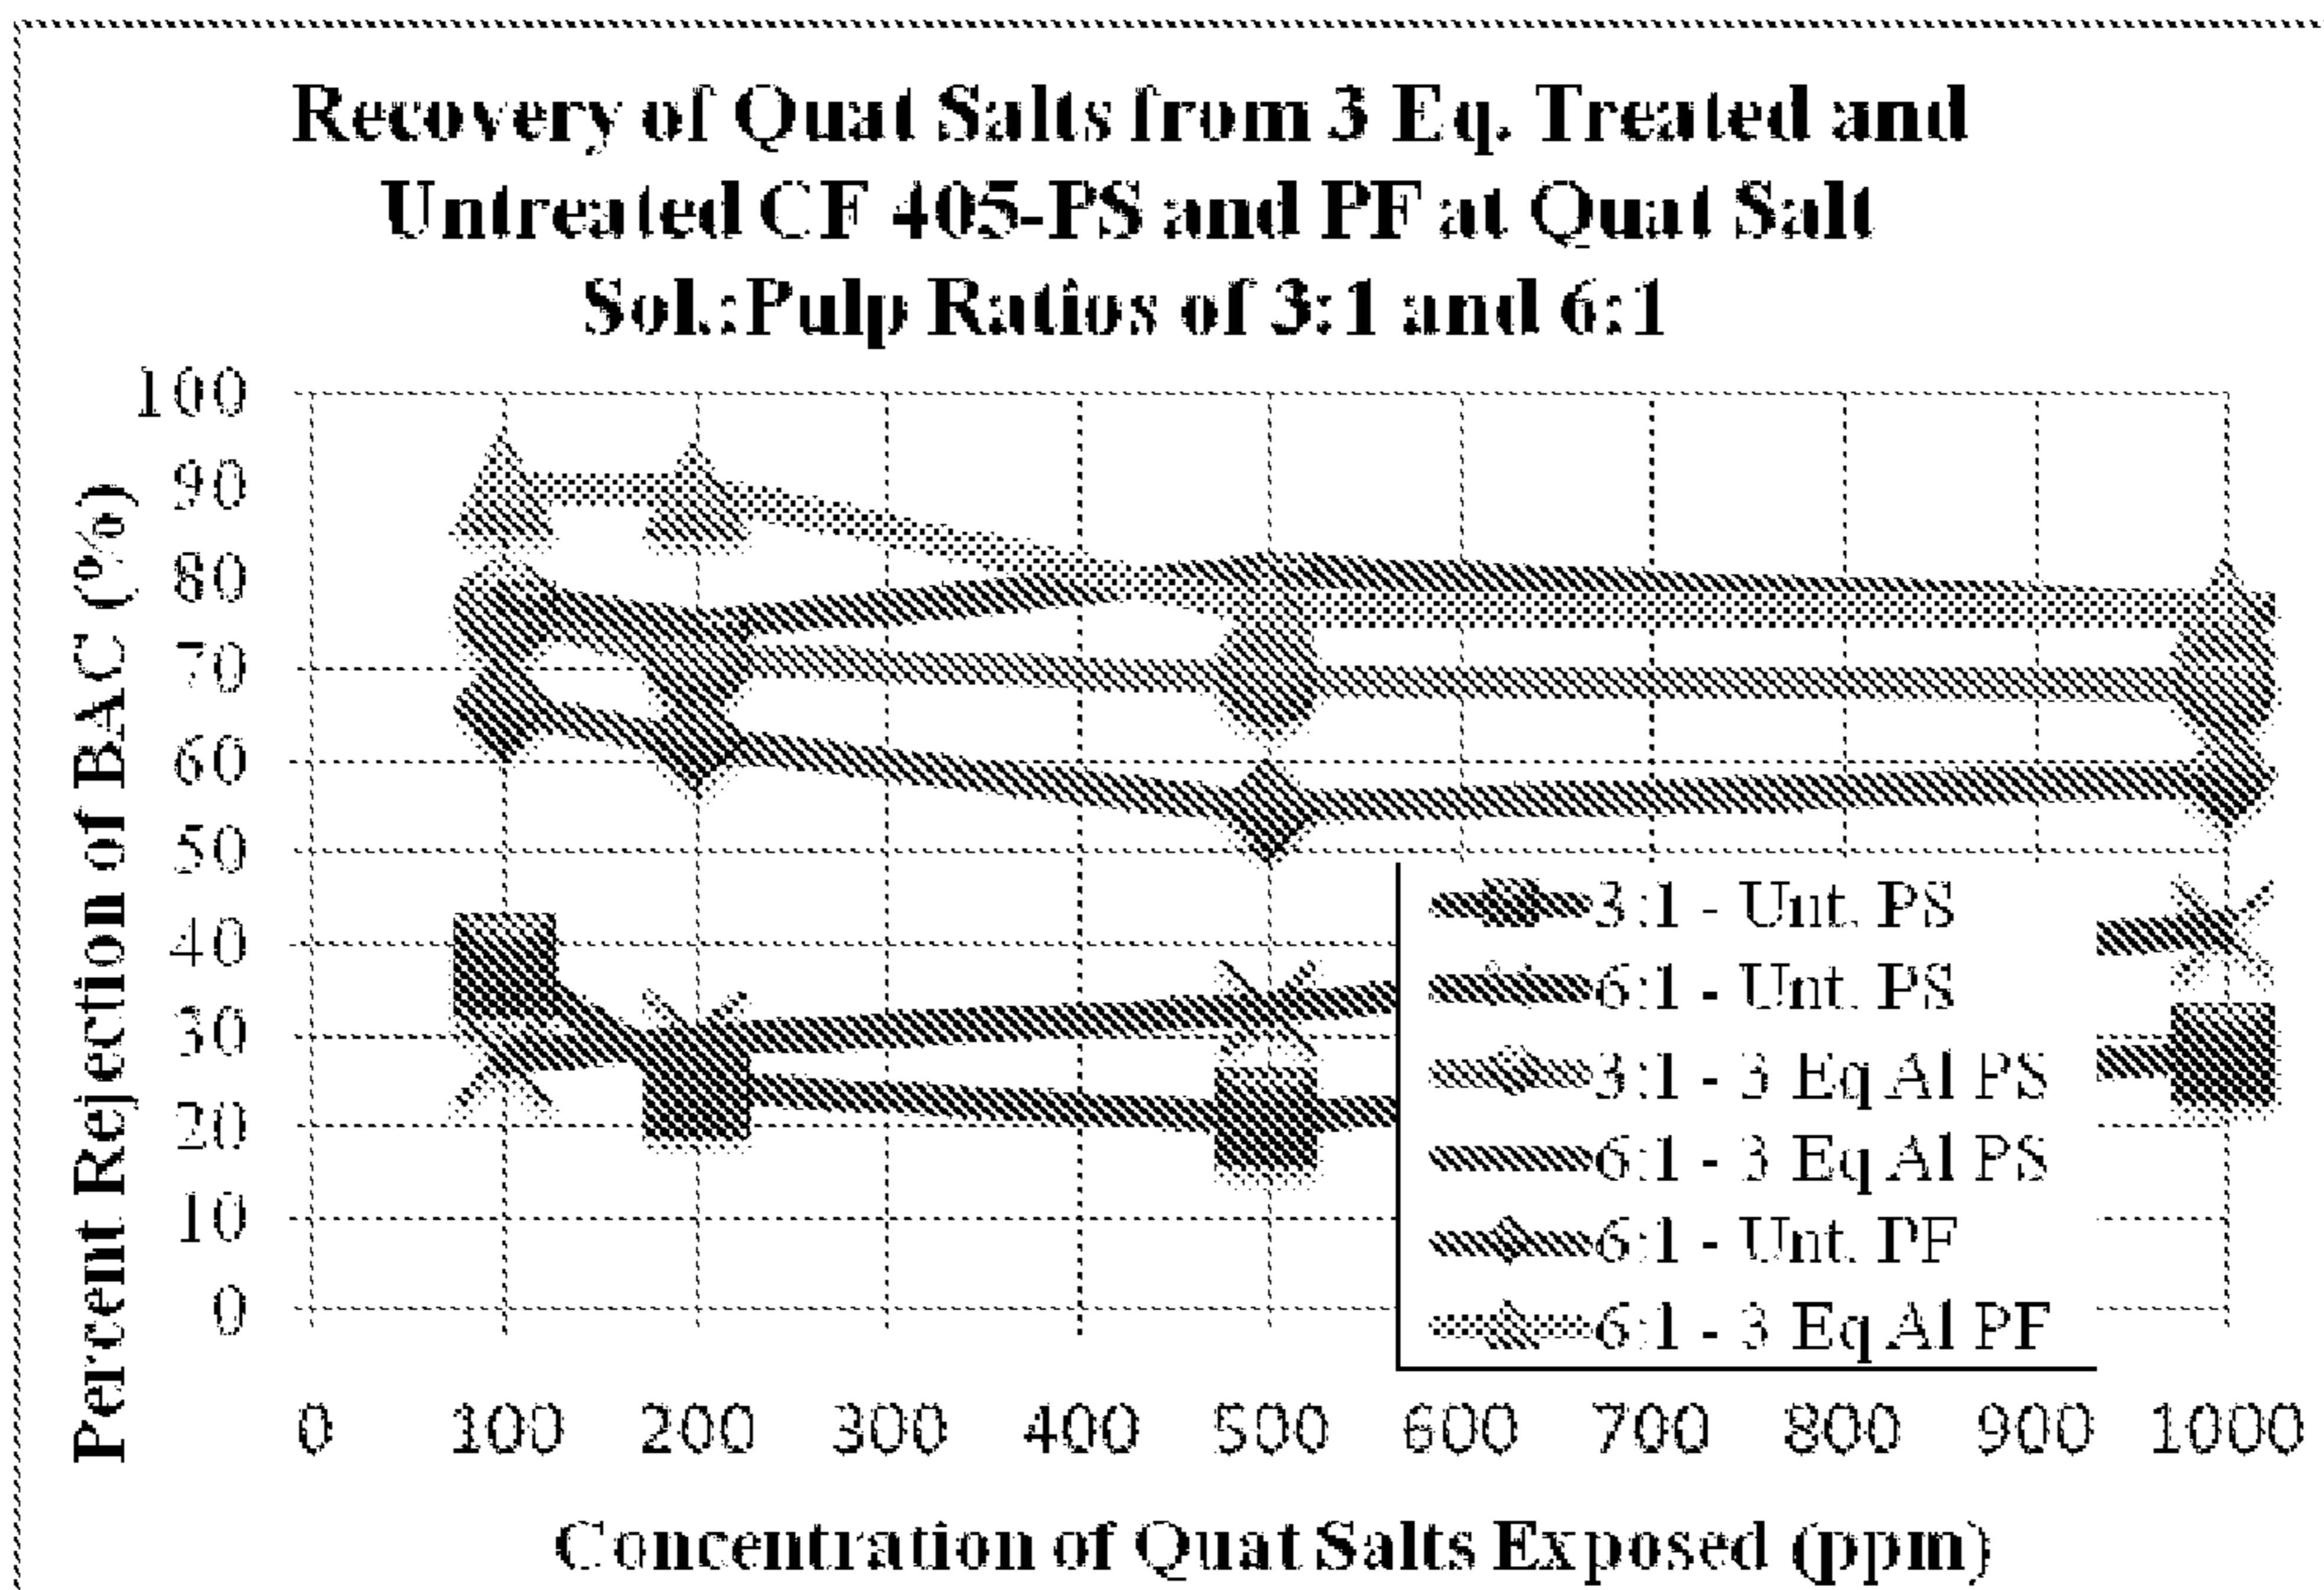 Recovery of Quat Salts from 3 Eq. Treated and
Untreated CF 405-PS and PF at Quat Salt
Sol.:Pulp Ratios of 3:1 and 6:1
Percent Rejection of BAC (%)
100
90
80
70
60
50
40
30
20
10
0
3:1 - Unt. PS
6:1 - Unt. PS
3:1 - 3 Eq Al PS
6:1 - 3 Eq Al PS
6:1 - Unt. PF
6:1 - 3 Eq Al PF
0 100 200 300 400 500 600 700 800 900 1000
Concentration of Quat Salts Exposed (ppm)